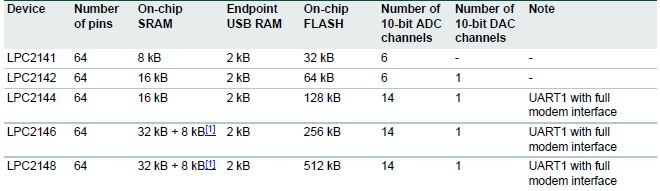 Device Number of pins On-chip SRAM Endpoint USB RAM On-chip FLASH Number of 10-bit ADC channels Number of 10-bit DAC channels Note
LPC2141 64 8 kB 2 kB 32 kB 6 - -
LPC2142 64 16 kB 2 kB 64 kB 6 1 -
LPC2144 64 16 kB 2 kB 128 kB 14 1 UART1 with full modem interface
LPC2146 64 32 kB + 8 kB[1] 2 kB 256 kB 14 1 UART1 with full modem interface
LPC2148 64 32 kB + 8 kB[1] 2 kB 512 kB 14 1 UART1 with full modem interface